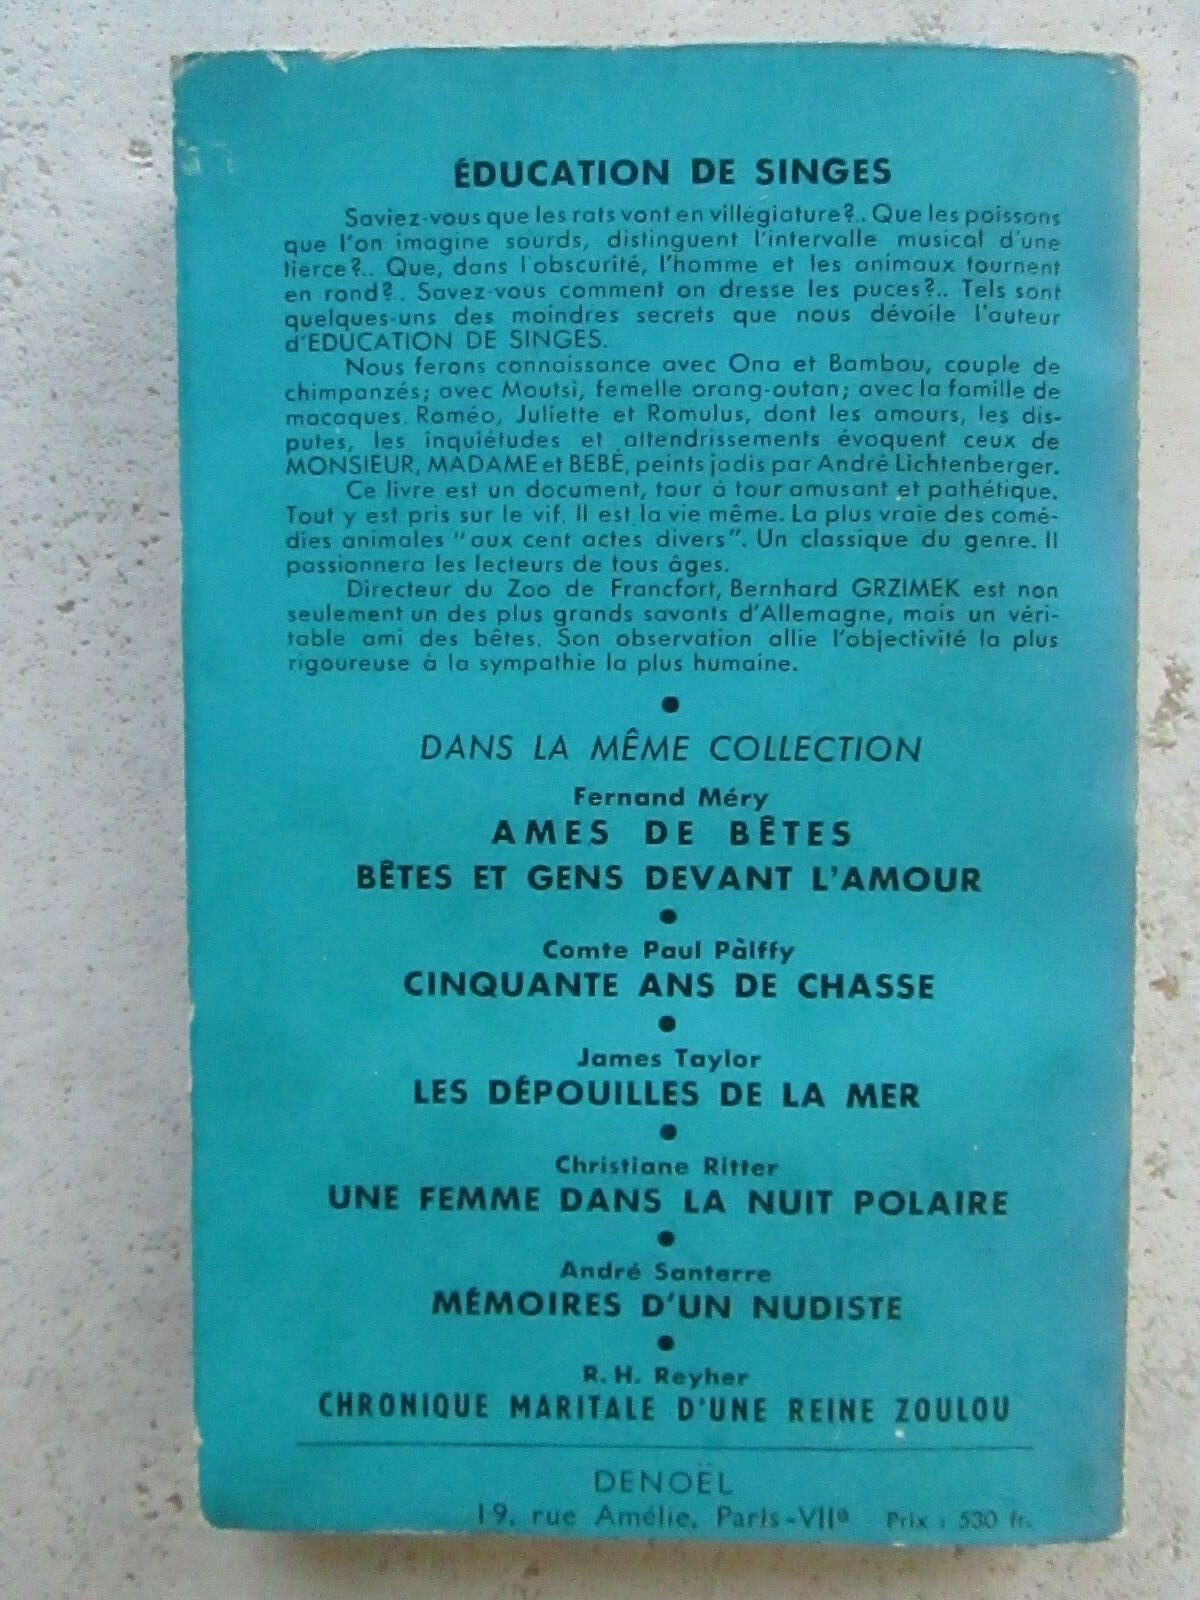 ÉDUCATION DE SINGES
Saviez-vous que les rats vont en villégiature?.. Que les poissons
que l'on imagine sourds, distinguent l'intervalle musical d'une
tierce?.. Que, dans l'obscurité, l'homme et les animaux tournent
en rond?.. Savez-vous comment on dresse les puces?.. Tels sont
quelques-uns des moindres secrets que nous dévoile l'auteur
d'EDUCATION DE SINGES.
Nous ferons connaissance avec Ona et Bambou, couple de
chimpanzés; avec Moutsi, femelle orang-outan; avec la famille de
macaques. Roméo, Juliette et Romulus, dont les amours, les dis-
putes, les inquiétudes et attendrissements évoquent ceux de
MONSIEUR, MADAME et BEBÉ, peints jadis par André Lichtenberger.
Ce livre est un document, tour à tour amusant et pathétique.
Tout y est pris sur le vif. Il est la vie même. La plus vraie des comé-
dies animales "aux cent actes divers". Un classique du genre. Il
passionnera les lecteurs de tous âges.
Directeur du Zoo de Francfort, Bernhard GRZIMEK est non
seulement un des plus grands savants d'Allemagne, mais un véri-
table ami des bêtes. Son observation allie l'objectivité la plus
rigoureuse à la sympathie la plus humaine.
DANS LA MÊME COLLECTION
Fernand Méry
AMES DE BÊTES
BÊTES ET GENS DEVANT L'AMOUR
Comte Paul Pàlffy
CINQUANTE ANS DE CHASSE
James Taylor
LES DÉPOUILLES DE LA MER
Christiane Ritter
UNE FEMME DANS LA NUIT POLAIRE
André Santerre
MÉMOIRES D'UN NUDISTE
R. H. Reyher
CHRONIQUE MARITALE D'UNE REINE ZOULOU
DENOËL
19, rue Amélie, Paris-VIIe Prix : 530 fr.